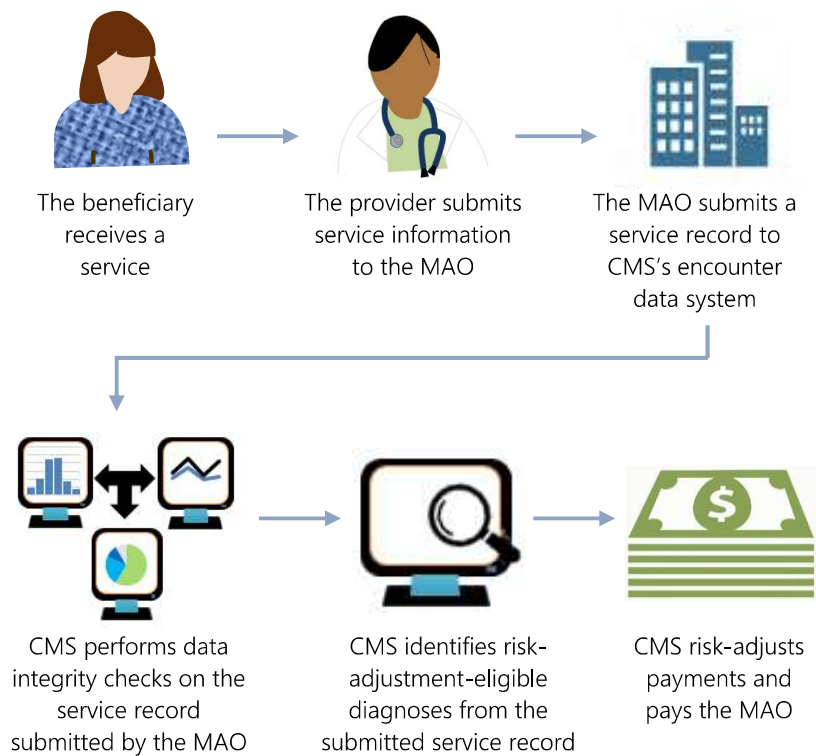 The beneficiary
receives a
service
The provider submits
service information
to the MAO
The MAO submits a
service record to
CMS's encounter
data system
CMS performs data
integrity checks on the
service record
submitted by the MAO
CMS identifies risk-
adjustment-eligible
diagnoses from the
submitted service record
$
CMS risk-adjusts
payments and
pays the MAO